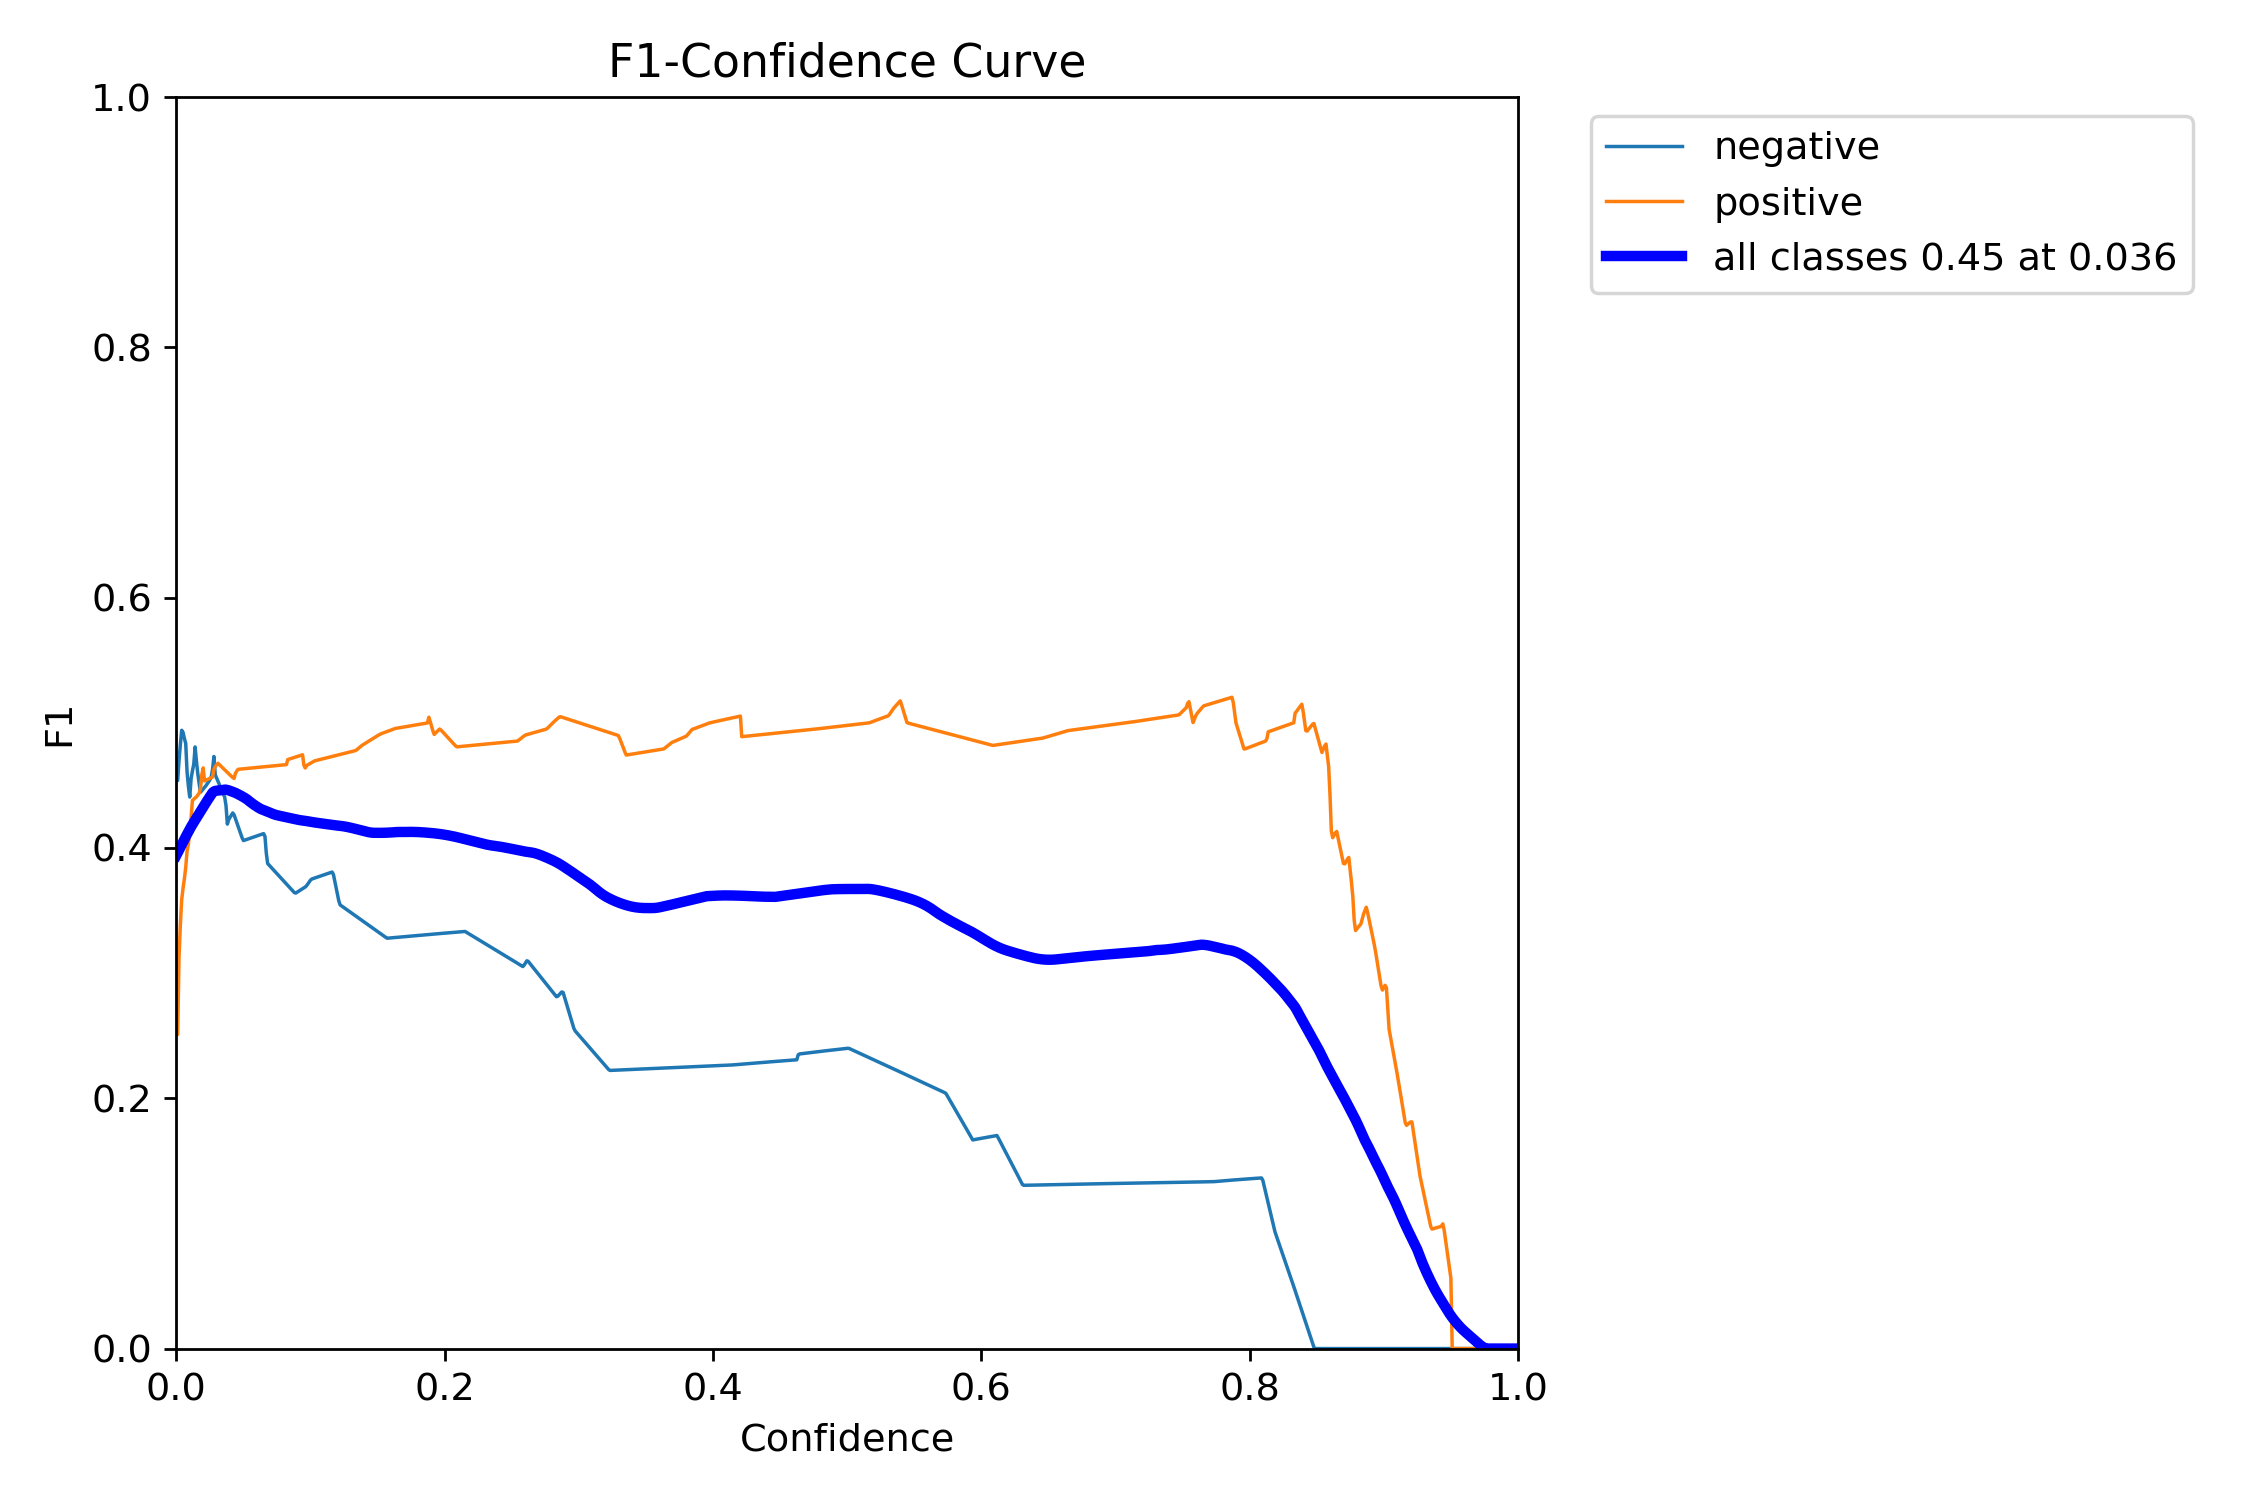 F1-Confidence Curve
negative
positive
all classes 0.45 at 0.036
F1
1.0
0.8
0.6
0.4
0.2
0.0
0.0 0.2 0.4 0.6 0.8 1.0
Confidence